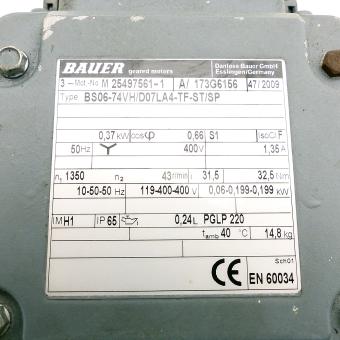 BAUER geared motors Danfoss Bauer GmbH
Esslingen/Germany
3~Mot.-No M 25497561-1 A/ 173G6156 47/2009
Type BS06-74VH/D07LA4-TF-ST/SP
0,37 kW cosφ 0,66 S1 IsoCl F
50Hz Y 400V 1,35 A
n₁ 1350 n₂ 43 r/min i 31,5 32,5 Nm
10-50-50 Hz 119-400-400 V 0,06-0,199-0,199 kW
IM H1 IP 65 0,24 L PGLP 220
tamb 40 °C 14,8 kg
Sch01
CE EN 60034